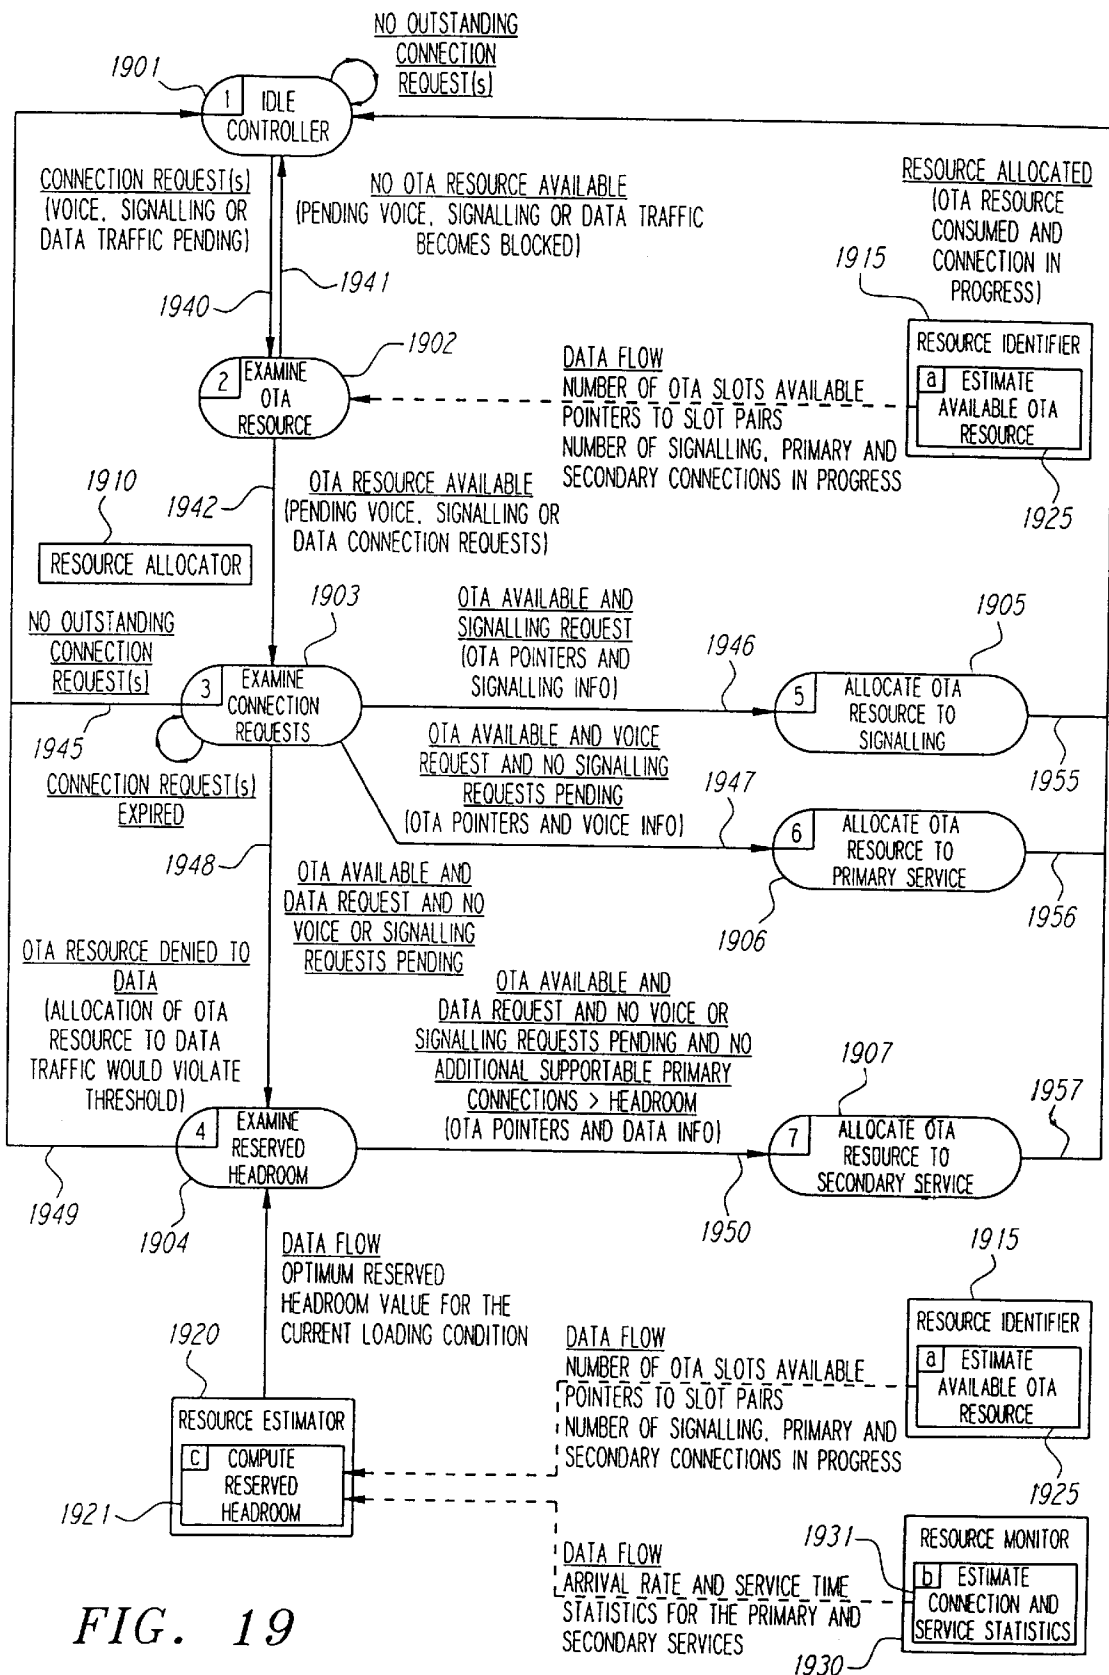 NO OUTSTANDING
CONNECTION
REQUEST(s)
1901
1
IDLE
CONTROLLER
CONNECTION REQUEST(s)
(VOICE, SIGNALLING OR
DATA TRAFFIC PENDING)
NO OTA RESOURCE AVAILABLE
(PENDING VOICE, SIGNALLING OR DATA TRAFFIC
BECOMES BLOCKED)
RESOURCE ALLOCATED
(OTA RESOURCE
CONSUMED AND
CONNECTION IN
PROGRESS)
1940
1941
1915
1902
2
EXAMINE
OTA
RESOURCE
DATA FLOW
NUMBER OF OTA SLOTS AVAILABLE
POINTERS TO SLOT PAIRS
NUMBER OF SIGNALLING, PRIMARY AND
SECONDARY CONNECTIONS IN PROGRESS
RESOURCE IDENTIFIER
a
ESTIMATE
AVAILABLE OTA
RESOURCE
1925
1942
OTA RESOURCE AVAILABLE
(PENDING VOICE, SIGNALLING OR
DATA CONNECTION REQUESTS)
1910
RESOURCE ALLOCATOR
1903
NO OUTSTANDING
CONNECTION
REQUEST(s)
3
EXAMINE
CONNECTION
REQUESTS
OTA AVAILABLE AND
SIGNALLING REQUEST
(OTA POINTERS AND
SIGNALLING INFO)
1946
1905
5
ALLOCATE OTA
RESOURCE TO
SIGNALLING
1945
CONNECTION REQUEST(s)
EXPIRED
OTA AVAILABLE AND VOICE
REQUEST AND NO SIGNALLING
REQUESTS PENDING
(OTA POINTERS AND VOICE INFO)
1947
1955
6
ALLOCATE OTA
RESOURCE TO
PRIMARY SERVICE
1906
1956
1948
OTA AVAILABLE AND
DATA REQUEST AND NO
VOICE OR SIGNALLING
REQUESTS PENDING
OTA RESOURCE DENIED TO
DATA
(ALLOCATION OF OTA
RESOURCE TO DATA
TRAFFIC WOULD VIOLATE
THRESHOLD)
OTA AVAILABLE AND
DATA REQUEST AND NO VOICE OR
SIGNALLING REQUESTS PENDING AND NO
ADDITIONAL SUPPORTABLE PRIMARY
CONNECTIONS > HEADROOM
(OTA POINTERS AND DATA INFO)
1907
1957
4
EXAMINE
RESERVED
HEADROOM
7
ALLOCATE OTA
RESOURCE TO
SECONDARY SERVICE
1949
1904
1950
DATA FLOW
OPTIMUM RESERVED
HEADROOM VALUE FOR THE
CURRENT LOADING CONDITION
1920
RESOURCE ESTIMATOR
C
COMPUTE
RESERVED
HEADROOM
1921
1915
DATA FLOW
NUMBER OF OTA SLOTS AVAILABLE
POINTERS TO SLOT PAIRS
NUMBER OF SIGNALLING, PRIMARY AND
SECONDARY CONNECTIONS IN PROGRESS
RESOURCE IDENTIFIER
a
ESTIMATE
AVAILABLE OTA
RESOURCE
1925
1931
DATA FLOW
ARRIVAL RATE AND SERVICE TIME
STATISTICS FOR THE PRIMARY AND
SECONDARY SERVICES
RESOURCE MONITOR
b
ESTIMATE
CONNECTION AND
SERVICE STATISTICS
1930
FIG. 19